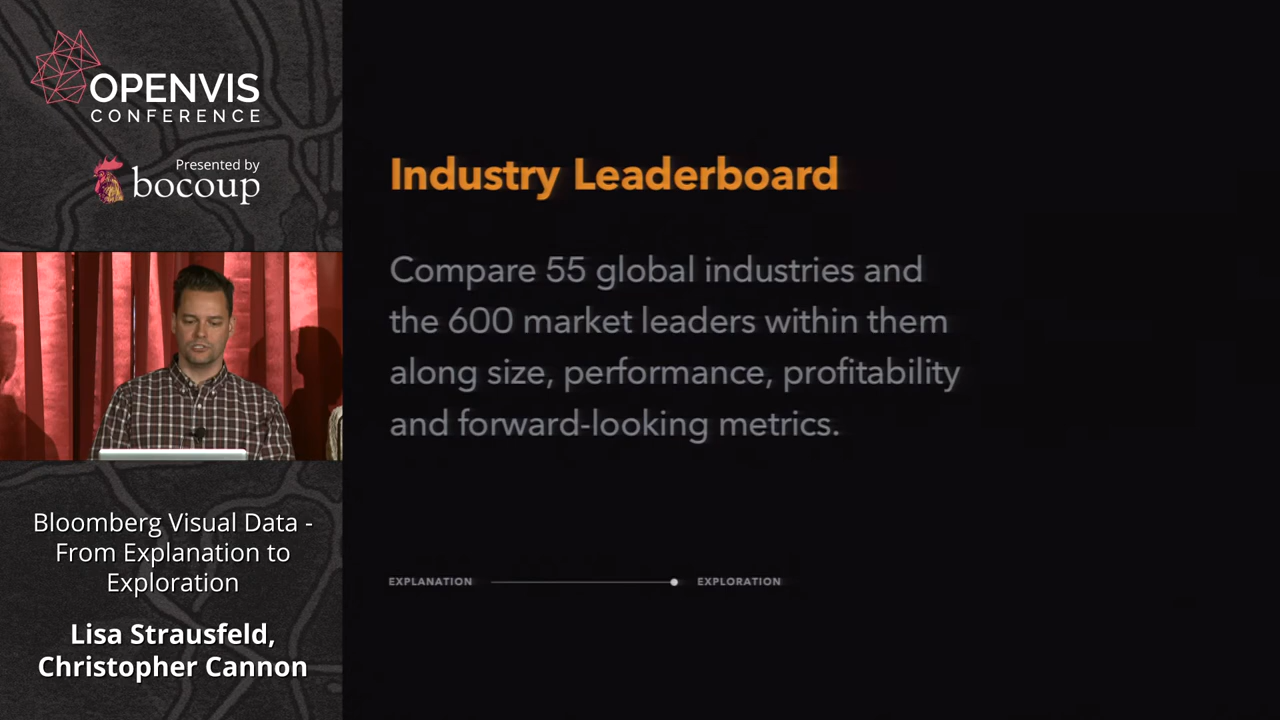 OPENVIS
CONFERENCE
Presented by
bocoup
Bloomberg Visual Data -
From Explanation to
Exploration
Lisa Strausfeld,
Christopher Cannon
Industry Leaderboard
Compare 55 global industries and
the 600 market leaders within them
along size, performance, profitability
and forward-looking metrics.
EXPLANATION
EXPLORATION